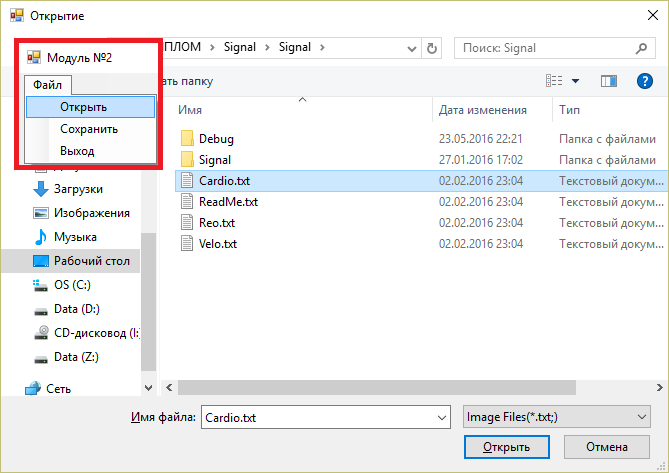 Открытие
Модуль №2
ПЛОМ › Signal › Signal ›
Поиск: Signal
Файл
ать папку
Открыть
Сохранить
Выход
Имя
Дата изменения
Тип
Debug 23.05.2016 22:21 Папка с файлами
Signal 27.01.2016 17:02 Папка с файлами
Cardio.txt 02.02.2016 23:04 Текстовый докум...
ReadMe.txt 02.02.2016 23:04 Текстовый докум...
Reo.txt 02.02.2016 23:04 Текстовый докум...
Velo.txt 02.02.2016 23:04 Текстовый докум...
Загрузки
Изображения
Музыка
Рабочий стол
OS (C:)
Data (D:)
CD-дисковод (I:
Data (Z:)
Сеть
Имя файла: Cardio.txt
Image Files(*.txt;)
Открыть
Отмена